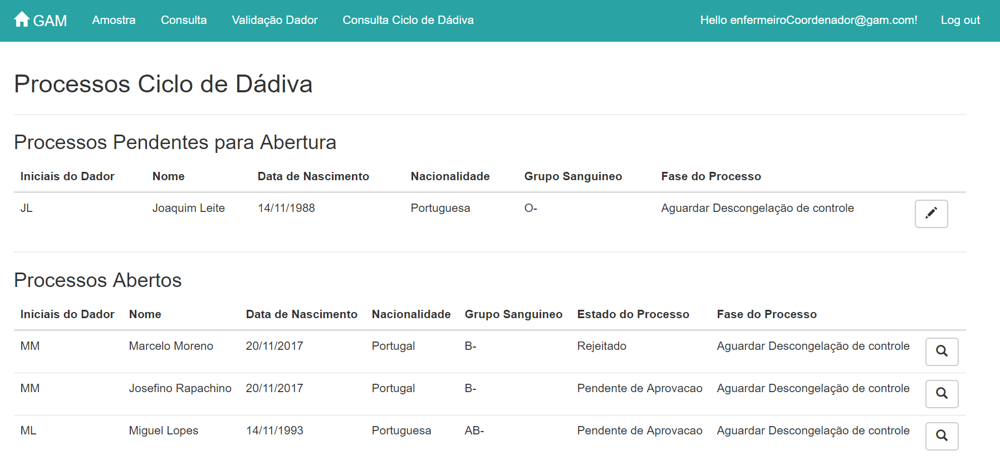 GAM Amostra Consulta Validação Dador Consulta Ciclo de Dádiva Hello enfermeiroCoordenador@gam.com! Log out
Processos Ciclo de Dádiva
Processos Pendentes para Abertura
Iniciais do Dador Nome Data de Nascimento Nacionalidade Grupo Sanguineo Fase do Processo
JL Joaquim Leite 14/11/1988 Portuguesa O- Aguardar Descongelação de controle
Processos Abertos
Iniciais do Dador Nome Data de Nascimento Nacionalidade Grupo Sanguineo Estado do Processo Fase do Processo
MM Marcelo Moreno 20/11/2017 Portugal B- Rejeitado Aguardar Descongelação de controle
MM Josefino Rapachino 20/11/2017 Portugal B- Pendente de Aprovacao Aguardar Descongelação de controle
ML Miguel Lopes 14/11/1993 Portuguesa AB- Pendente de Aprovacao Aguardar Descongelação de controle